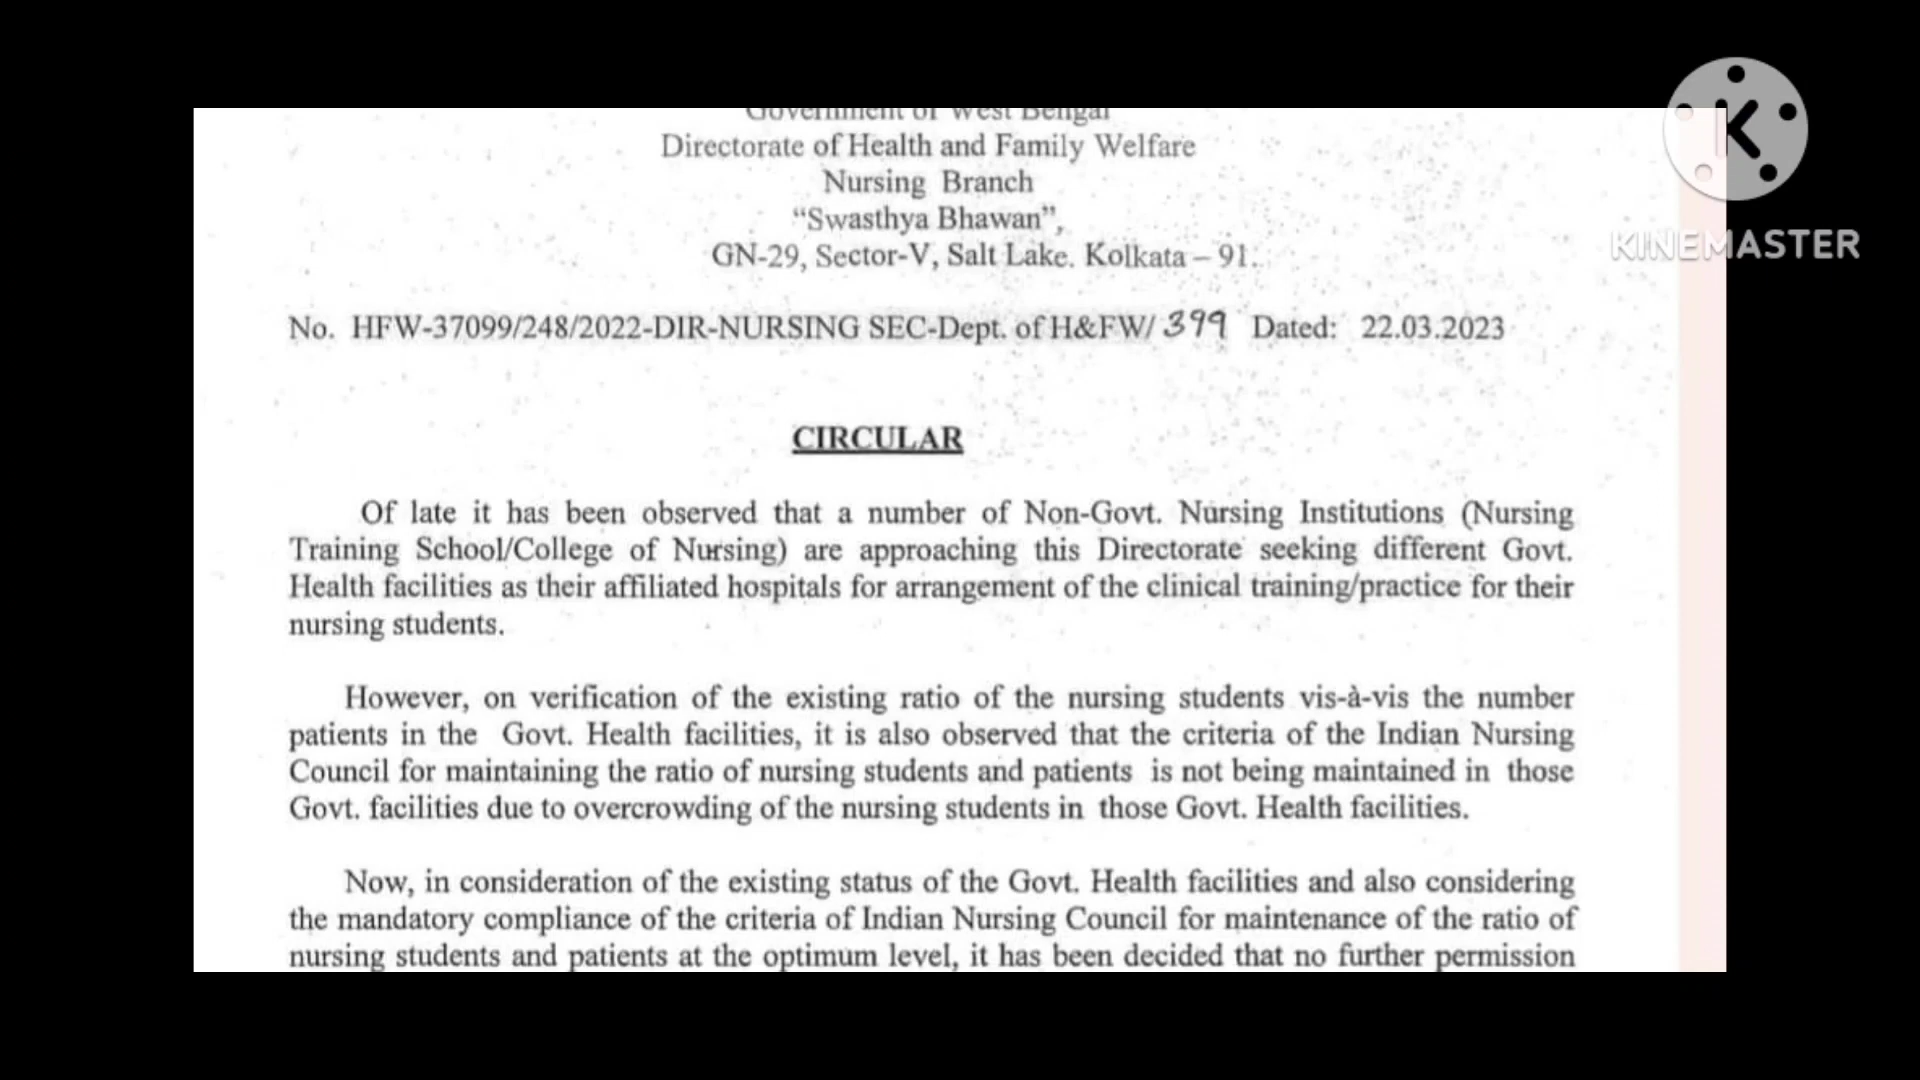 Government of West Bengal
Directorate of Health and Family Welfare
Nursing Branch
“Swasthya Bhawan”,
GN-29, Sector-V, Salt Lake. Kolkata – 91.
No. HFW-37099/248/2022-DIR-NURSING SEC-Dept. of H&FW/ 399 Dated: 22.03.2023
CIRCULAR
Of late it has been observed that a number of Non-Govt. Nursing Institutions (Nursing
Training School/College of Nursing) are approaching this Directorate seeking different Govt.
Health facilities as their affiliated hospitals for arrangement of the clinical training/practice for their
nursing students.
However, on verification of the existing ratio of the nursing students vis-à-vis the number
patients in the Govt. Health facilities, it is also observed that the criteria of the Indian Nursing
Council for maintaining the ratio of nursing students and patients is not being maintained in those
Govt. facilities due to overcrowding of the nursing students in those Govt. Health facilities.
Now, in consideration of the existing status of the Govt. Health facilities and also considering
the mandatory compliance of the criteria of Indian Nursing Council for maintenance of the ratio of
nursing students and patients at the optimum level, it has been decided that no further permission
K
KINEMASTER